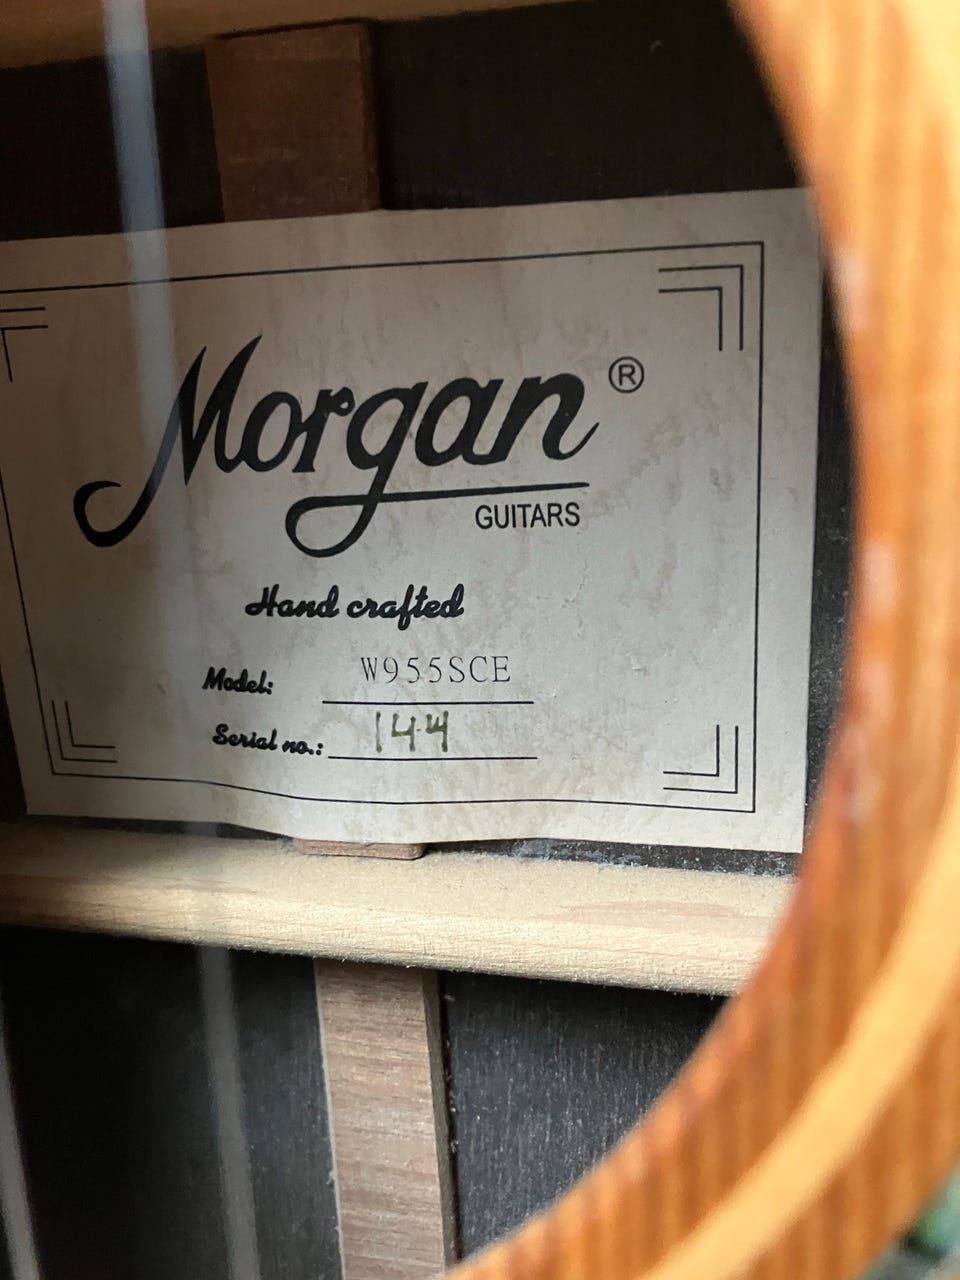 Morgan ®
GUITARS
Hand crafted
Model: W955SCE
Serial no.: 144